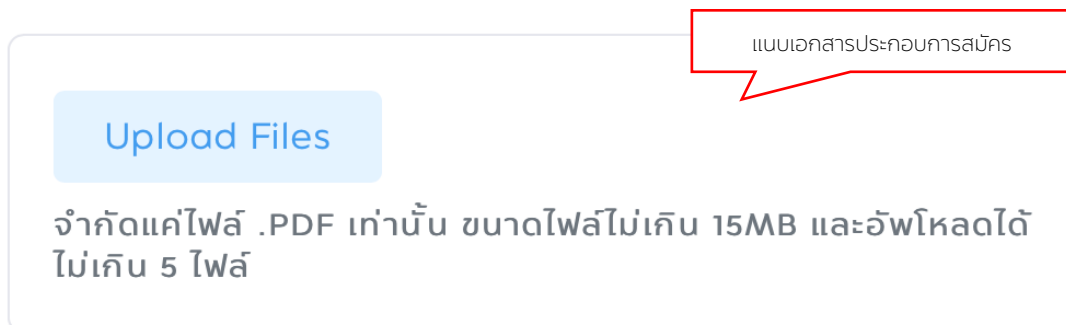 แนบเอกสารประกอบการสมัคร
Upload Files
จำกัดแค่ไฟล์ .PDF เท่านั้น ขนาดไฟล์ไม่เกิน 15MB และอัพโหลดได้
ไม่เกิน 5 ไฟล์